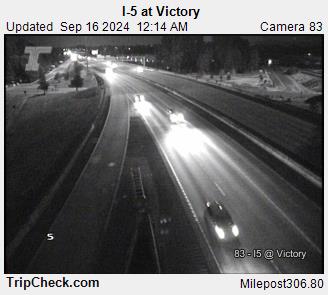 I-5 at Victory
Updated Sep 16 2024 12:14 AM Camera 83
T
S
83 - I5 @ Victory
TripCheck.com Milepost306.80